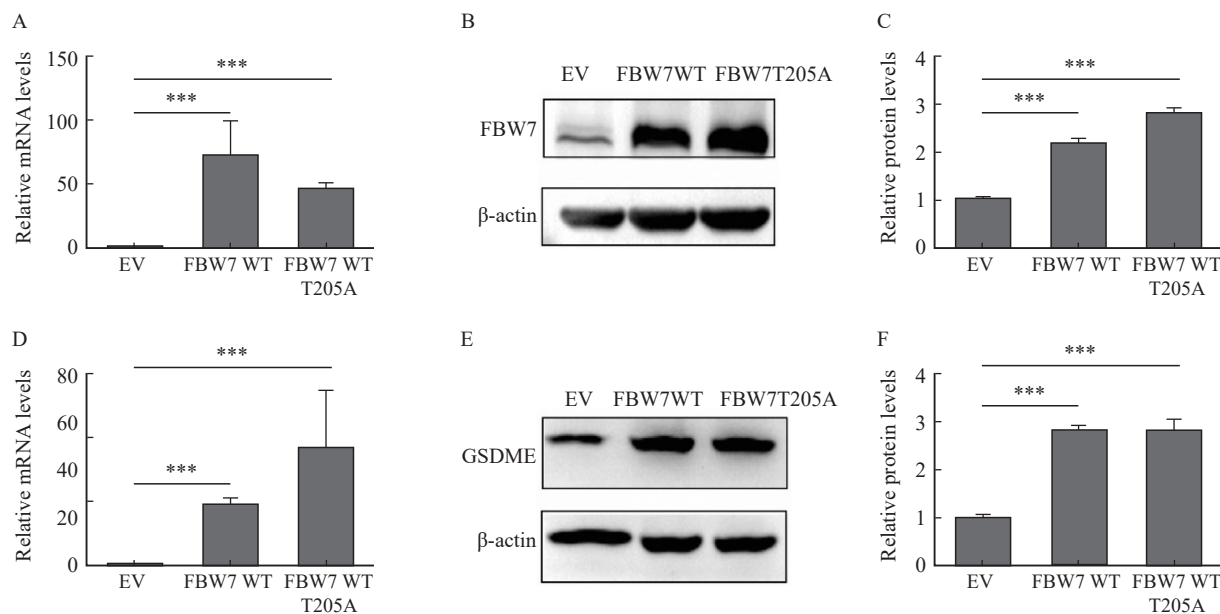 A
Relative mRNA levels
150
100
50
0
***
***
EV
FBW7 WT
FBW7 WT
T205A
B
EV FBW7WT FBW7T205A
FBW7
β-actin
C
Relative protein levels
4
3
2
1
0
***
***
EV
FBW7 WT
FBW7 WT
T205A
D
Relative mRNA levels
80
60
40
20
0
***
***
EV
FBW7 WT
FBW7 WT
T205A
E
EV FBW7WT FBW7T205A
GSDME
β-actin
F
Relative protein levels
4
3
2
1
0
***
***
EV
FBW7 WT
FBW7 WT
T205A